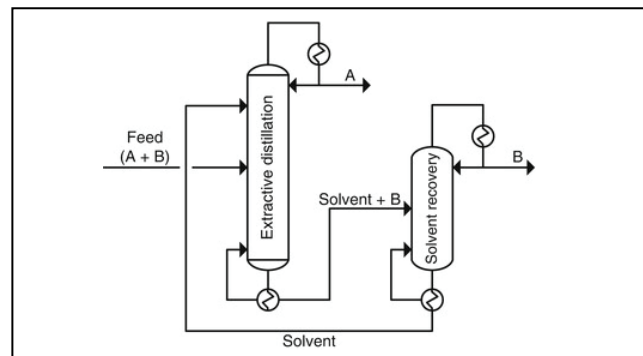 A
Feed
(A + B)
Extractive distillation
Solvent + B
Solvent recovery
B
Solvent